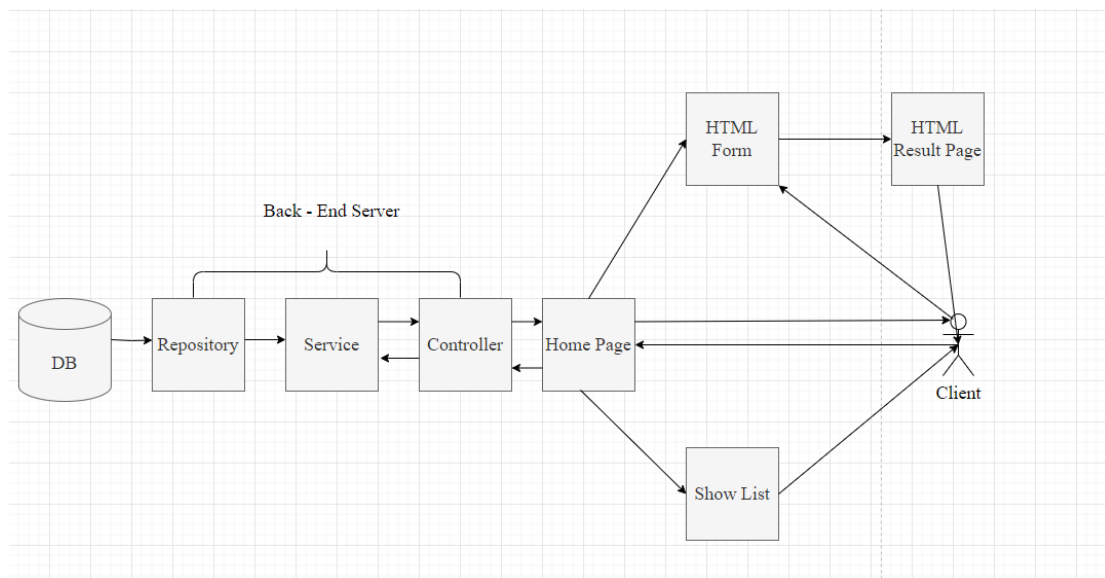 HTML
Form
HTML
Result Page
Back - End Server
DB
Repository
Service
Controller
Home Page
Client
Show List